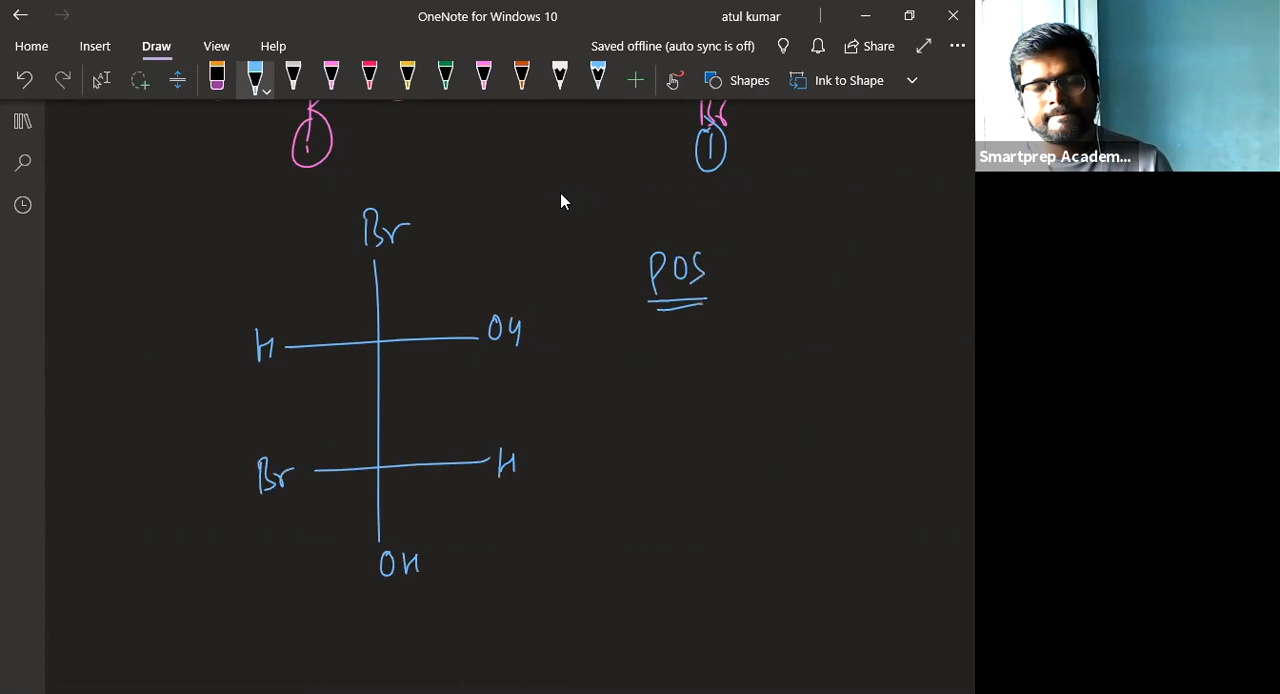 OneNote for Windows 10
atul kumar
Home Insert Draw View Help
Saved offline (auto sync is off)
Share
Shapes
Ink to Shape
Smartprep Academ...
1
Br
POS
H OH
Br H
OH